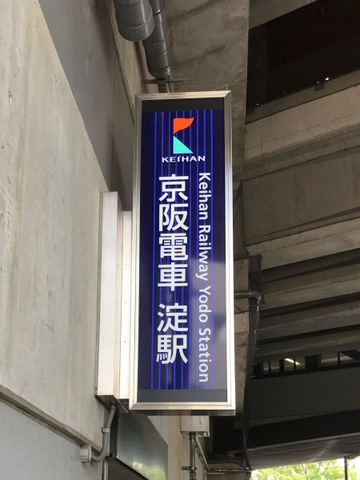 KEIHAN
京阪電車 淀駅
Keihan Railway Yodo Station